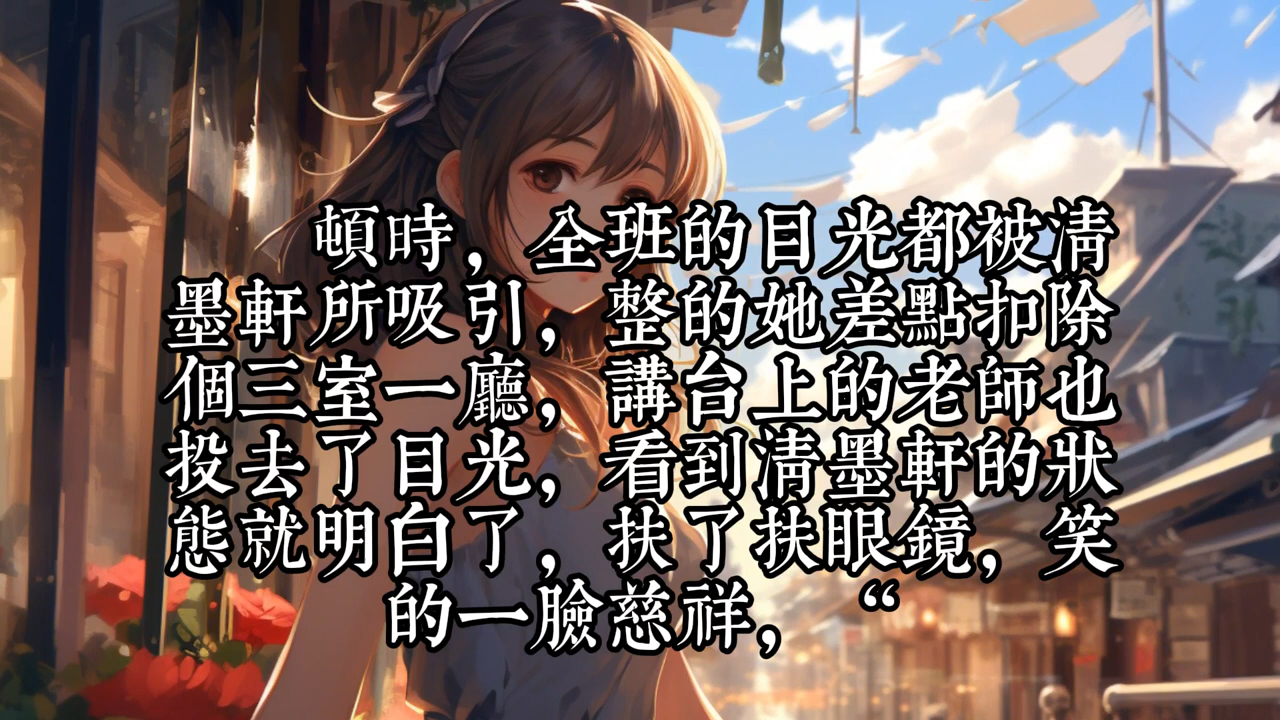 頓時，全班的目光都被清
墨軒所吸引，整的她差點扣除
個三室一廳，講台上的老師也
投去了目光，看到清墨軒的狀
態就明白了，扶了扶眼鏡，笑
的一臉慈祥，“